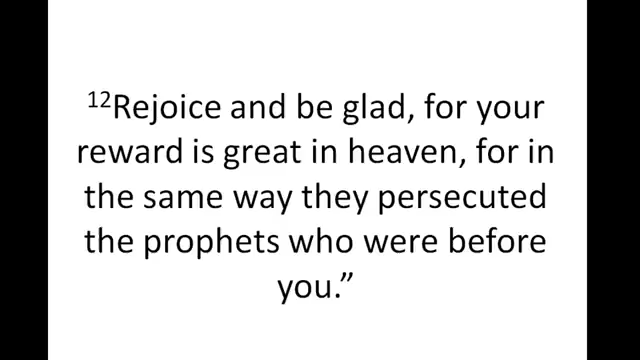 12Rejoice and be glad, for your
reward is great in heaven, for in
the same way they persecuted
the prophets who were before
you.”